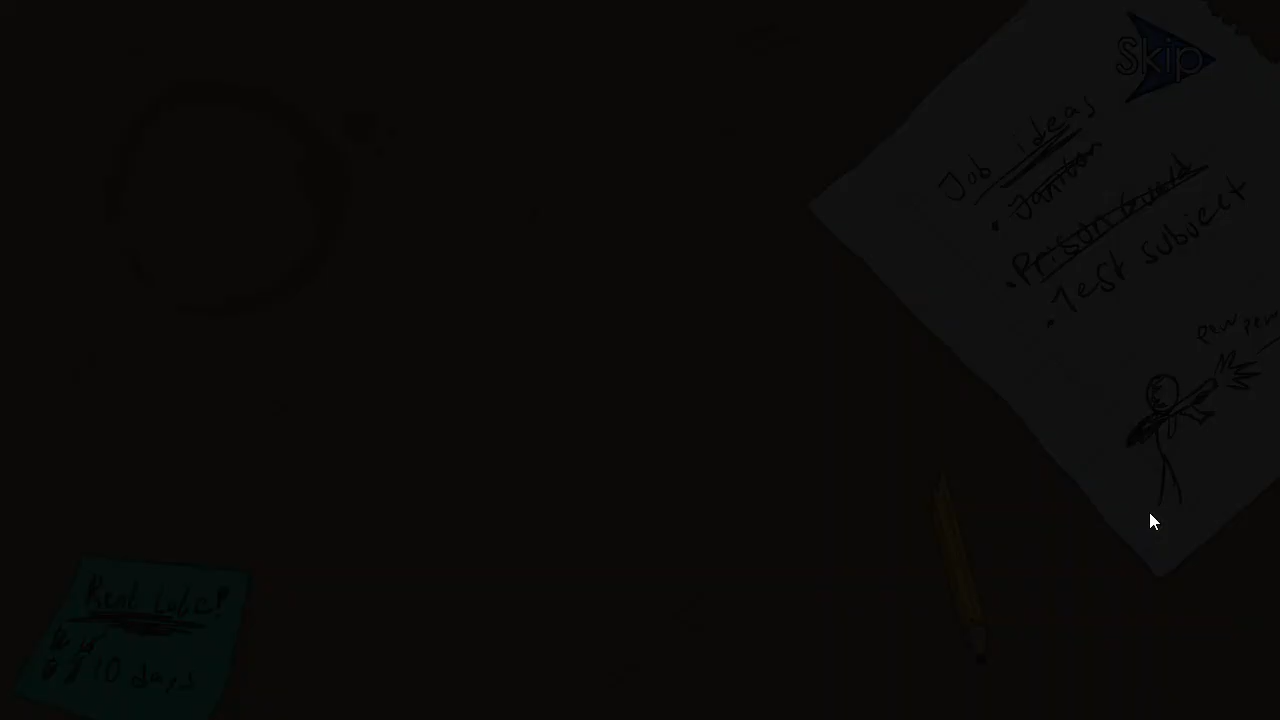 Skip
Job ideas
• Janitor
• Prison Guard
• Test subject
pew pew
Rent late!
10 days